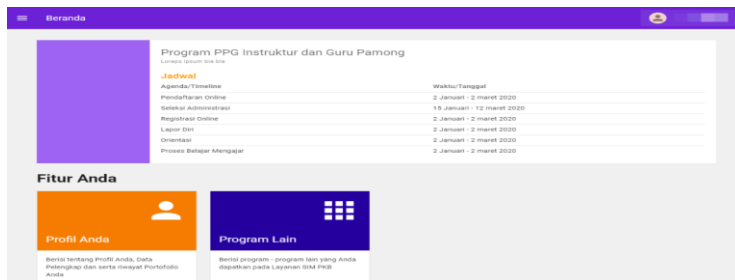 Beranda
Program PPG Instruktur dan Guru Pamong
Lorepo ipsum bla bla
Jadwal
Agenda/Timeline Waktu/Tanggal
Pendaftaran Online 2 Januari - 2 maret 2020
Seleksi Administrasi 15 Januari - 12 maret 2020
Registrasi Online 2 Januari - 2 maret 2020
Lapor Diri 2 Januari - 2 maret 2020
Orientasi 2 Januari - 2 maret 2020
Proses Belajar Mengajar 2 Januari - 2 maret 2020
Fitur Anda
Profil Anda
Berisi tentang Profil Anda, Data
Pelengkap dan serta riwayat Portofolio
Anda
Program Lain
Berisi program - program lain yang Anda
dapatkan pada Layanan SIM PKB